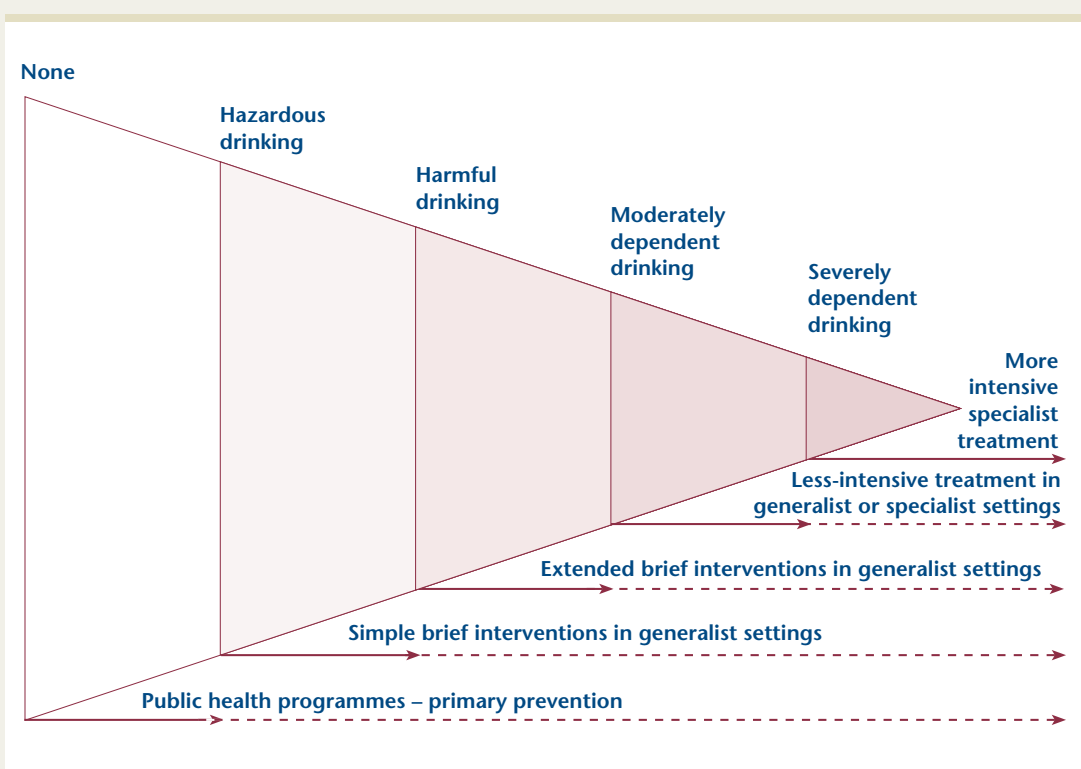 None
Hazardous
drinking
Harmful
drinking
Moderately
dependent
drinking
Severely
dependent
drinking
More
intensive
specialist
treatment
Less-intensive treatment in
generalist or specialist settings
Extended brief interventions in generalist settings
Simple brief interventions in generalist settings
Public health programmes – primary prevention